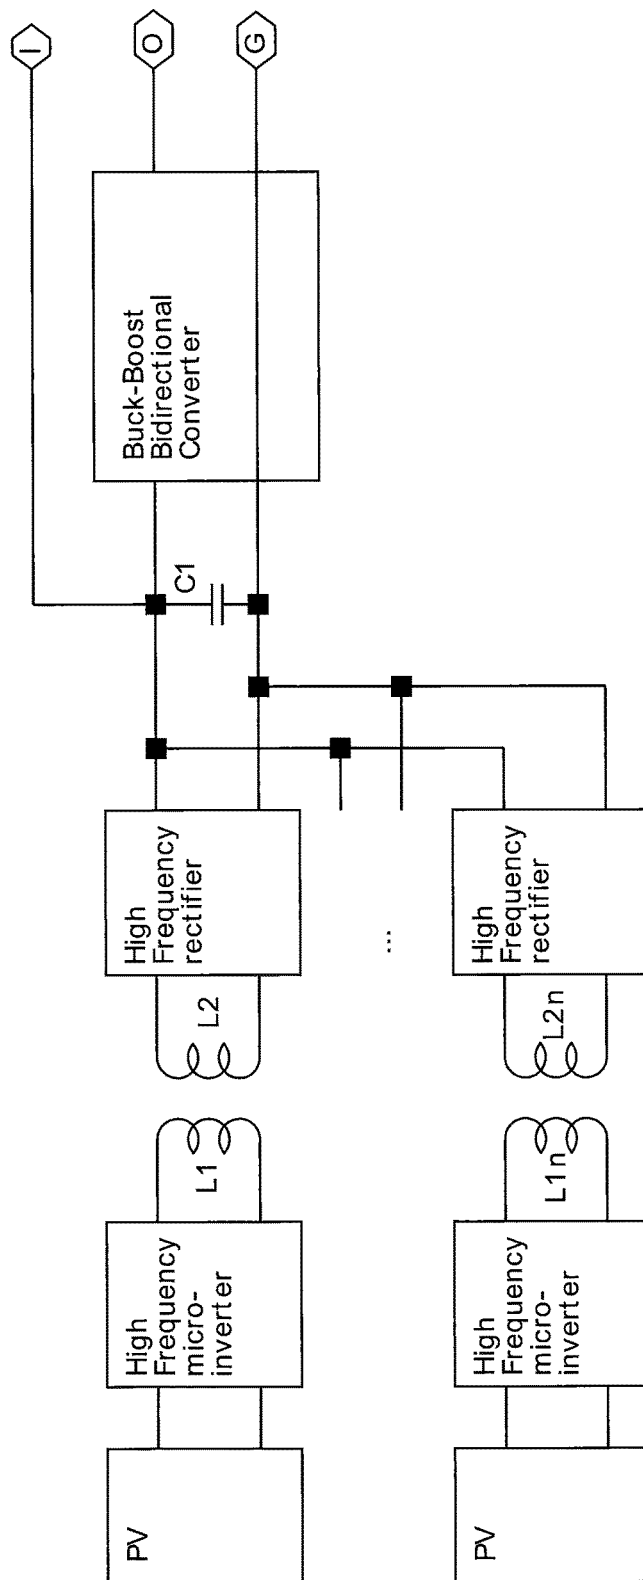 I
O
G
Buck-Boost
Bidirectional
Converter
C1
High
Frequency
rectifier
L2
L1
High
Frequency
micro-
inverter
PV
...
High
Frequency
rectifier
L2n
L1n
High
Frequency
micro-
inverter
PV